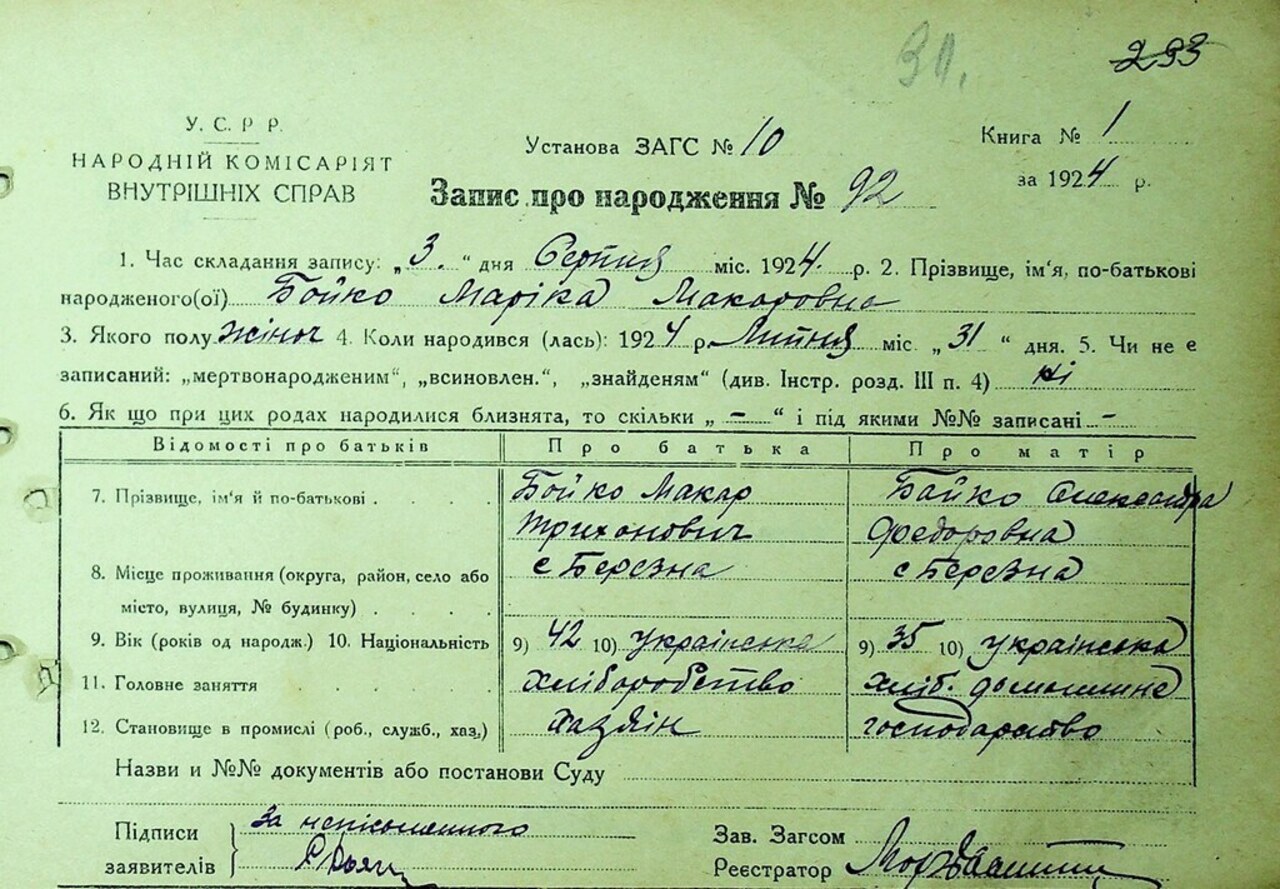 31. 293
У. С. Р Р.
НАРОДНІЙ КОМІСАРІЯТ
ВНУТРІШНІХ СПРАВ
Установа ЗАГС № 10
Книга № 1
за 1924 р.
Запис про народження № 92
1. Час складання запису: „3.“ дня Серпня міс. 1924. р. 2. Прізвище, ім'я, по-батькові
народженого(ої) Бойко Маріка Макаровна
3. Якого полу жіноч 4. Коли народився (лась): 1924 р. Липня міс. „31“ дня. 5. Чи не є
записаний: „мертвонародженим“, „всиновлен.“, „знайденям“ (див. Інстр. розд. III п. 4) ні
6. Як що при цих родах народилися близнята, то скільки „ – “ і під якими №№ записані –
Відомості про батьків Про батька Про матір
7. Прізвище, ім'я й по-батькові . . . . Бойко Макар Бойко Олександра
Трихонович Федоровна
8. Місце проживання (округа, район, село або с Березна с Березна
місто, вулиця, № будинку) . . . .
9. Вік (років од народж.) 10. Національність 9) 42 10) українська 9) 35 10) українська
11. Головне заняття . . . . . хліборобство хліб. домашнне
12. Становище в промислі (роб., служб., хаз.) хазяїн господарство
Назви и №№ документів або постанови Суду
Підписи
заявителів
За неписьменного
Зав. Загсом
Реєстратор